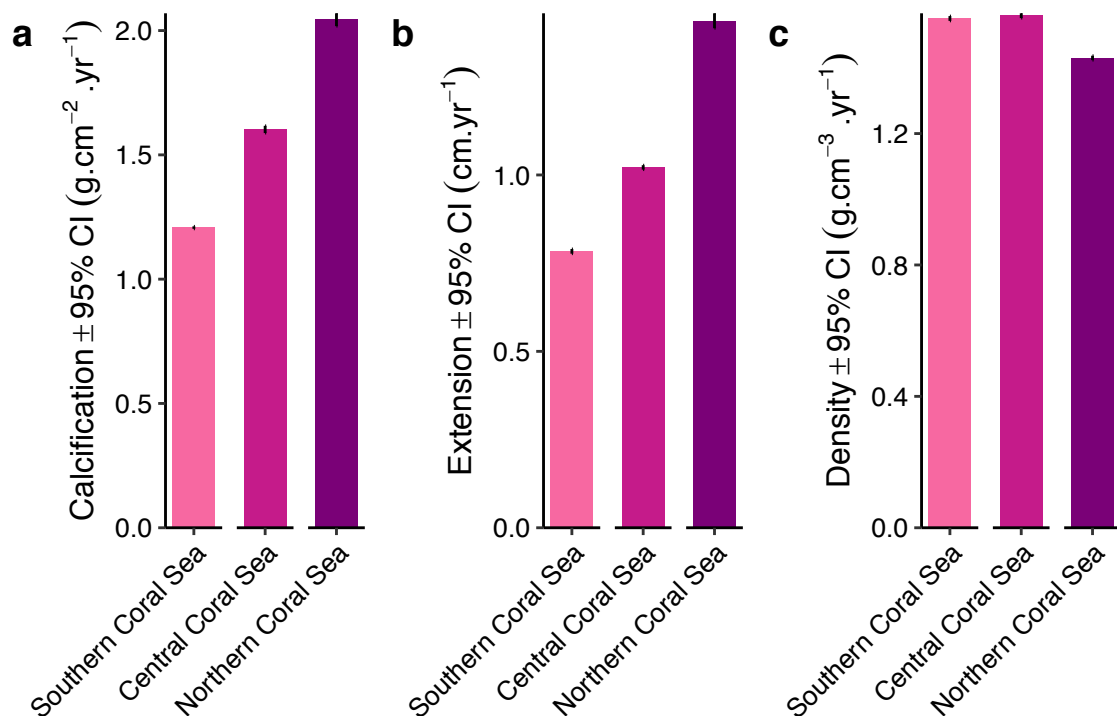 a
Calcification ± 95% CI (g.cm⁻² .yr⁻¹)
2.0
1.5
1.0
0.5
0.0
Southern Coral Sea
Central Coral Sea
Northern Coral Sea
b
Extension ± 95% CI (cm.yr⁻¹)
1.0
0.5
0.0
Southern Coral Sea
Central Coral Sea
Northern Coral Sea
c
Density ± 95% CI (g.cm⁻³ .yr⁻¹)
1.2
0.8
0.4
0.0
Southern Coral Sea
Central Coral Sea
Northern Coral Sea